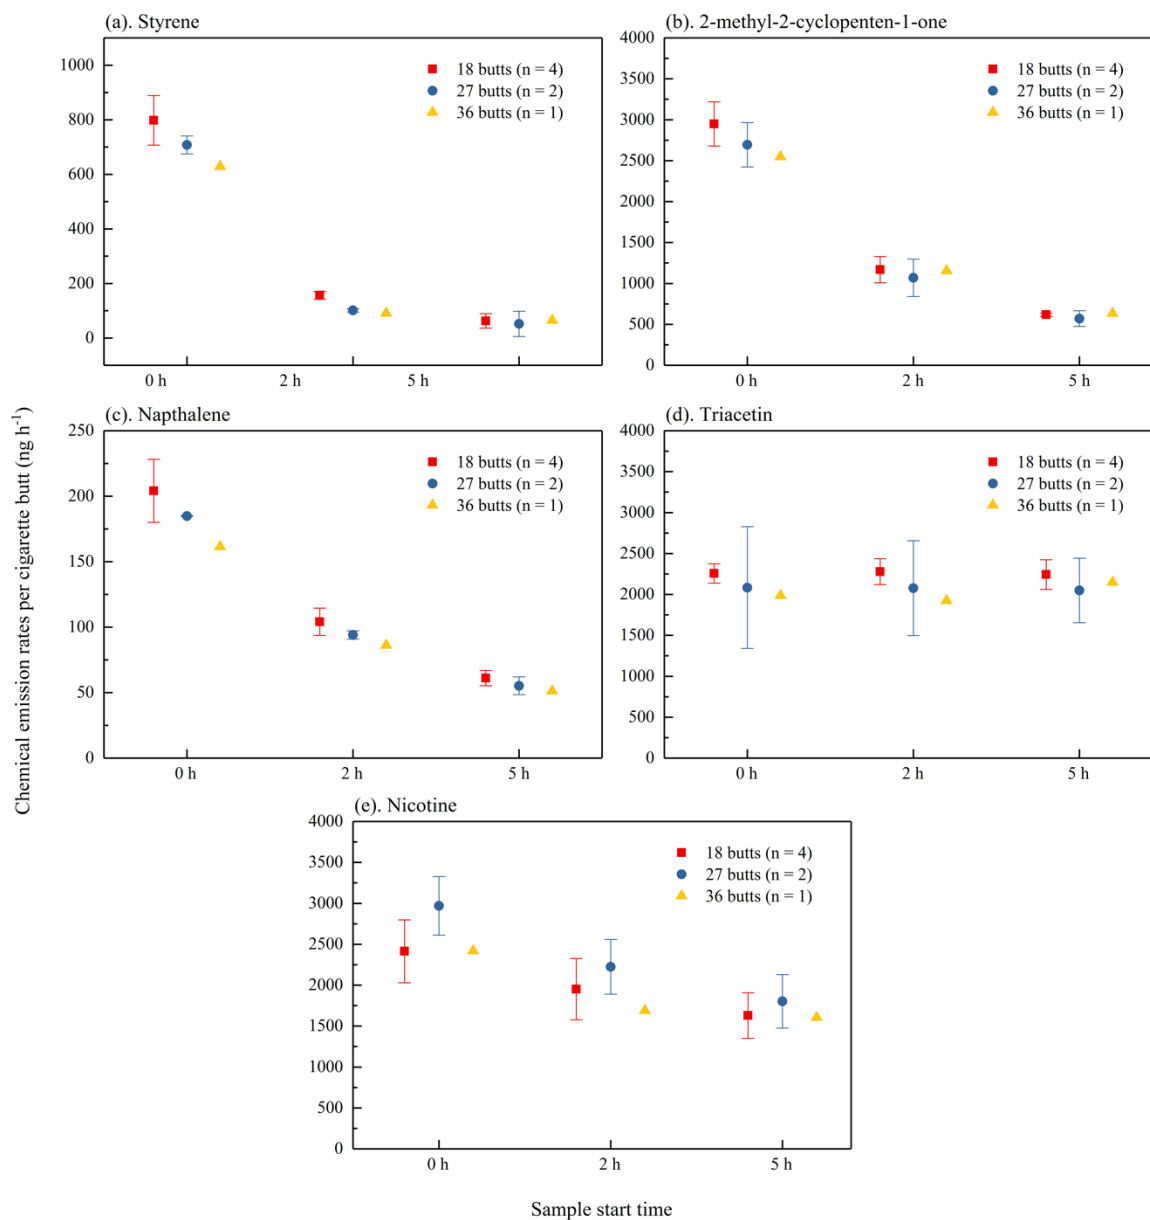 (a). Styrene
1000
800
600
400
200
0
18 butts (n = 4)
27 butts (n = 2)
36 butts (n = 1)
0 h
2 h
5 h
(b). 2-methyl-2-cyclopenten-1-one
4000
3500
3000
2500
2000
1500
1000
500
0
18 butts (n = 4)
27 butts (n = 2)
36 butts (n = 1)
0 h
2 h
5 h
(c). Napthalene
250
200
150
100
50
0
18 butts (n = 4)
27 butts (n = 2)
36 butts (n = 1)
0 h
2 h
5 h
(d). Triacetin
4000
3500
3000
2500
2000
1500
1000
500
0
18 butts (n = 4)
27 butts (n = 2)
36 butts (n = 1)
0 h
2 h
5 h
(e). Nicotine
4000
3500
3000
2500
2000
1500
1000
500
0
18 butts (n = 4)
27 butts (n = 2)
36 butts (n = 1)
0 h
2 h
5 h
Chemical emission rates per cigarette butt (ng h⁻¹)
Sample start time